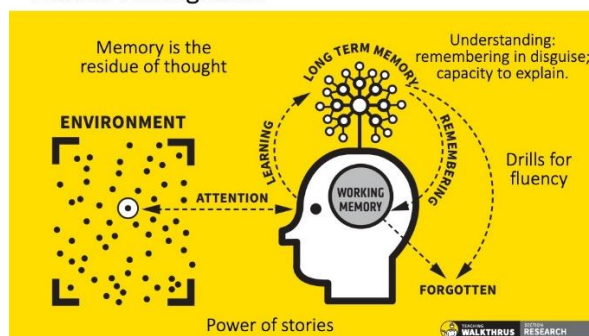 Memory is the
residue of thought
Understanding:
remembering in disguise;
capacity to explain.
LONG TERM MEMORY
ENVIRONMENT
LEARNING
REMEMBERING
ATTENTION
WORKING
MEMORY
Drills for
fluency
FORGOTTEN
Power of stories
TEACHING
WALKTHRUS
SECTION
RESEARCH